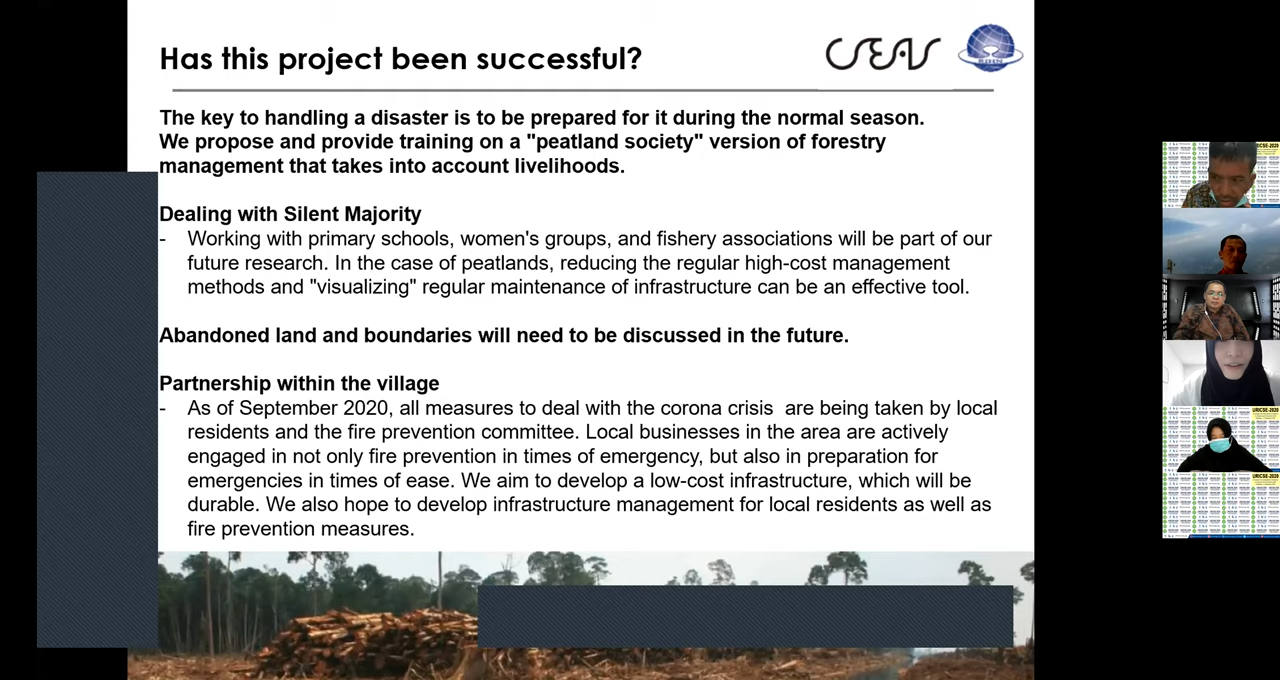 Has this project been successful?
CSEAS
The key to handling a disaster is to be prepared for it during the normal season.
We propose and provide training on a "peatland society" version of forestry
management that takes into account livelihoods.
Dealing with Silent Majority
- Working with primary schools, women's groups, and fishery associations will be part of our
future research. In the case of peatlands, reducing the regular high-cost management
methods and "visualizing" regular maintenance of infrastructure can be an effective tool.
Abandoned land and boundaries will need to be discussed in the future.
Partnership within the village
- As of September 2020, all measures to deal with the corona crisis are being taken by local
residents and the fire prevention committee. Local businesses in the area are actively
engaged in not only fire prevention in times of emergency, but also in preparation for
emergencies in times of ease. We aim to develop a low-cost infrastructure, which will be
durable. We also hope to develop infrastructure management for local residents as well as
fire prevention measures.
URICSE-2020
URICSE-2020